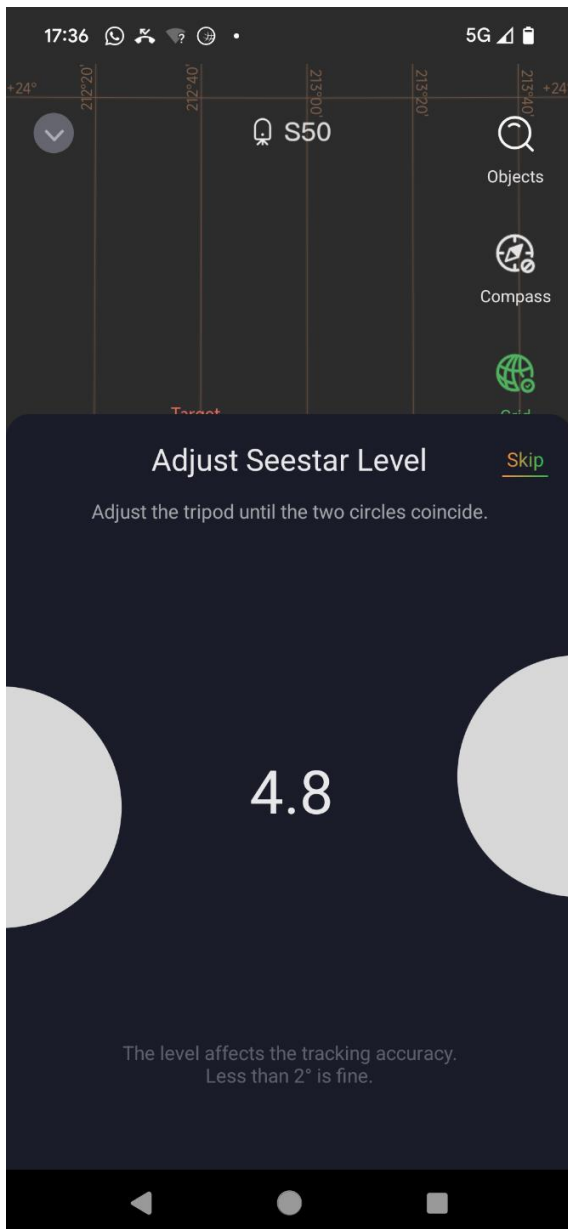 17:36
5G
+24°
212°20'
212°40'
213°00'
213°20'
213°40'
+24°
S50
Objects
Compass
Grid
Target
Adjust Seestar Level
Skip
Adjust the tripod until the two circles coincide.
4.8
The level affects the tracking accuracy.
Less than 2° is fine.